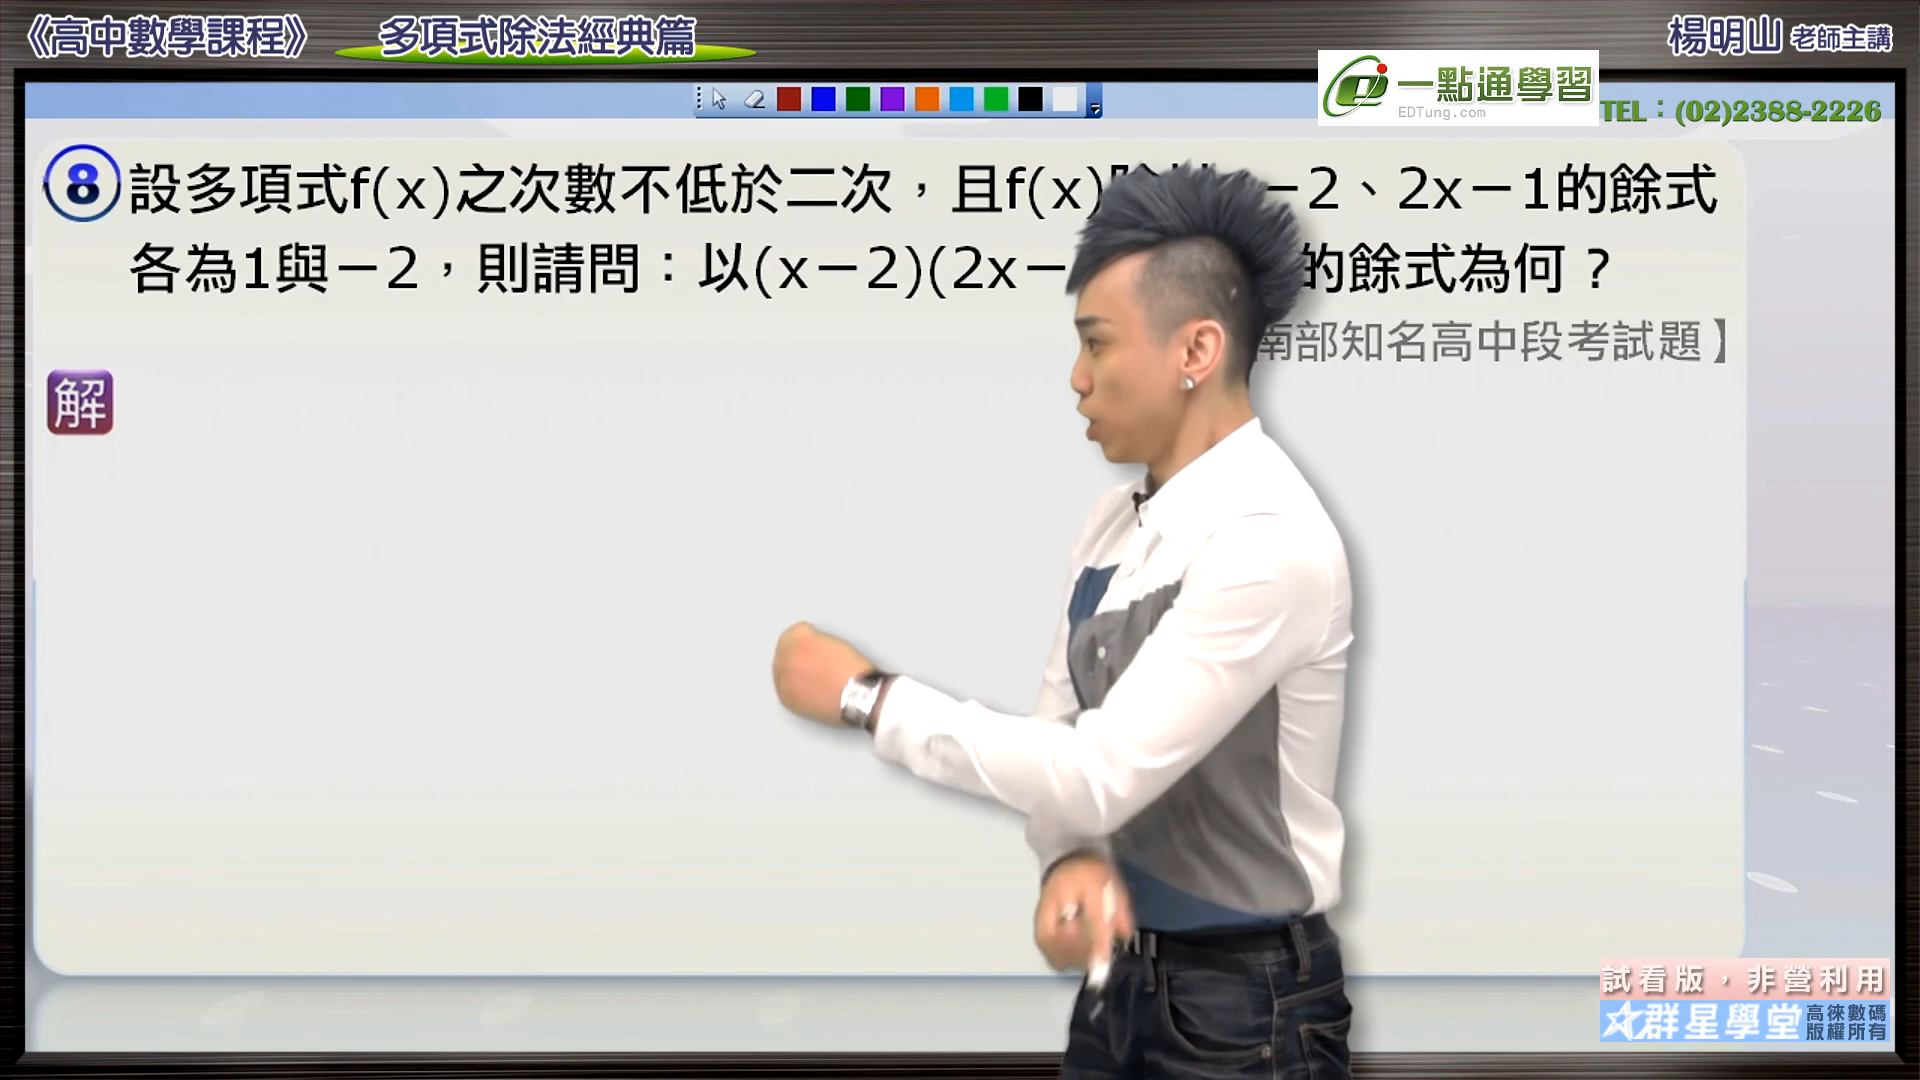 《高中數學課程》 多項式除法經典篇 楊明山 老師主講
一點通學習
EDTung.com
TEL：(02)2388-2226
8 設多項式f(x)之次數不低於二次，且f(x) －2、2x－1的餘式
各為1與－2，則請問：以(x－2)(2x－ 的餘式為何？
南部知名高中段考試題】
解
試看版，非營利用
群星學堂 高徠數碼
版權所有